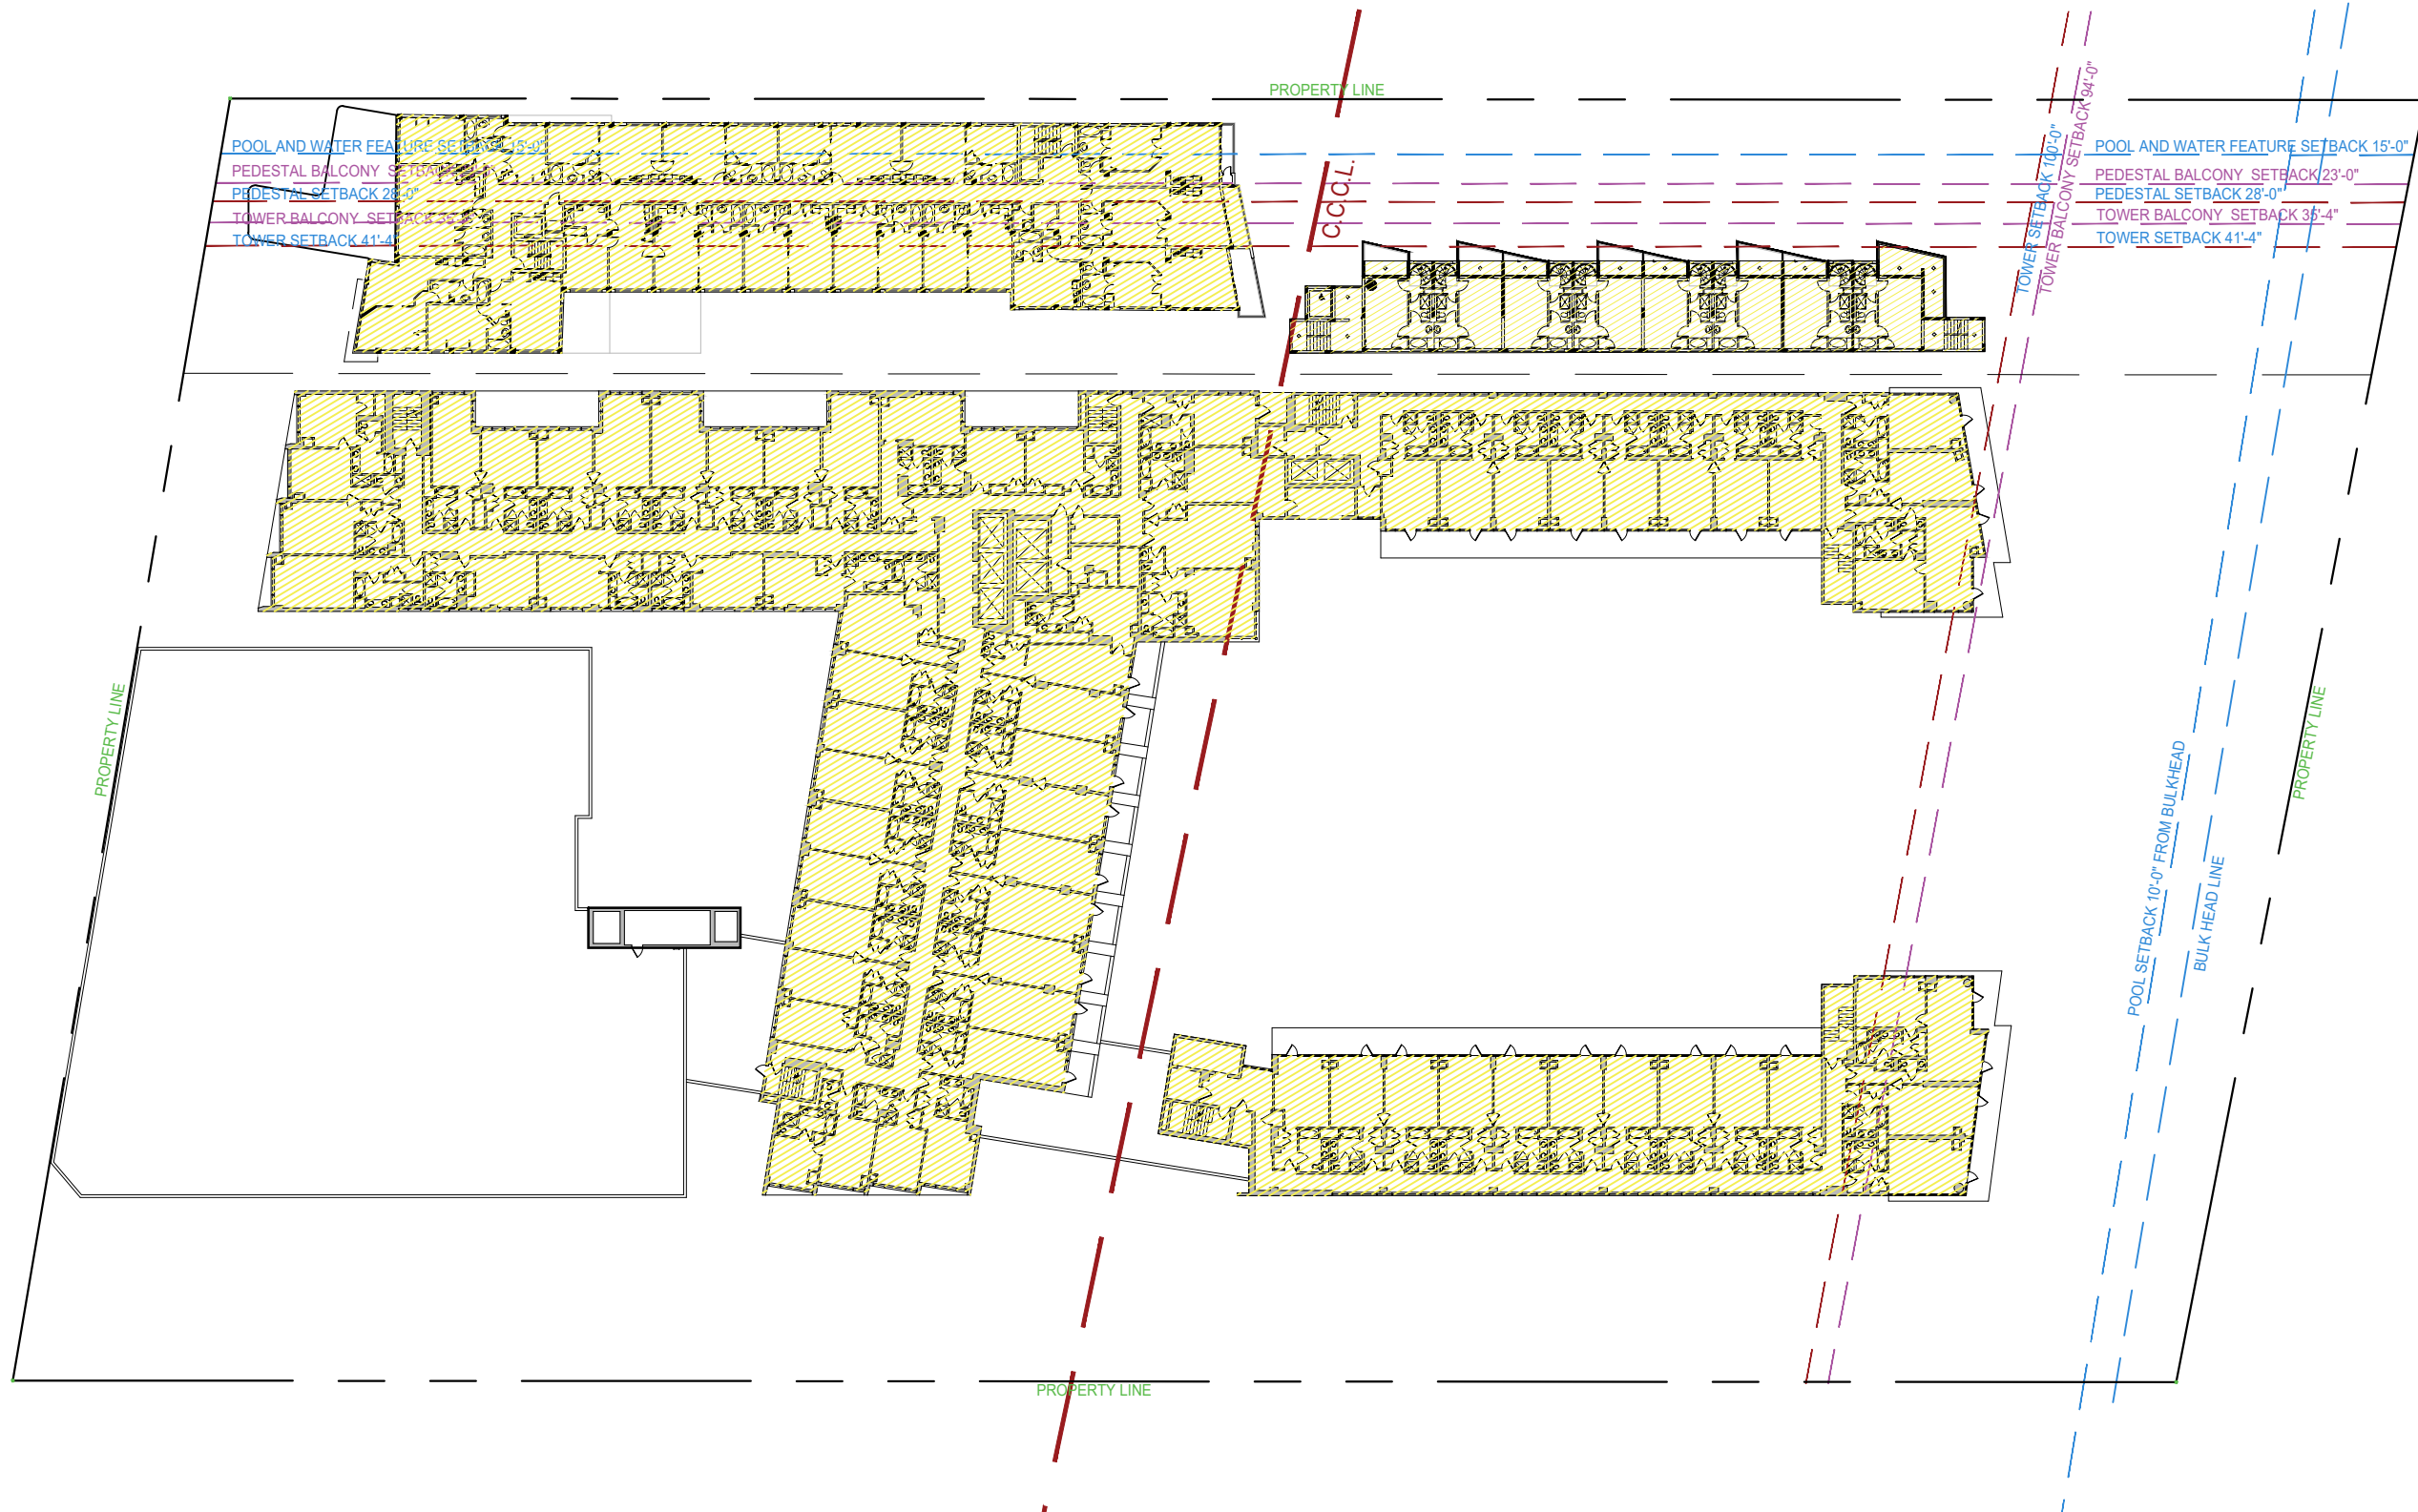 PROPERTY LINE
TOWER SETBACK 100'-0"
TOWER BALCONY SETBACK 94'-0"
POOL AND WATER FEATURE SETBACK 15'-0"
PEDESTAL BALCONY SETBACK
PEDESTAL SETBACK 28'-0"
TOWER BALCONY SETBACK 35'-4"
TOWER SETBACK 41'-4"
C.C.C.L.
POOL AND WATER FEATURE SETBACK 15'-0"
PEDESTAL BALCONY SETBACK 23'-0"
PEDESTAL SETBACK 28'-0"
TOWER BALCONY SETBACK 35'-4"
TOWER SETBACK 41'-4"
PROPERTY LINE
PROPERTY LINE
POOL SETBACK 10'-0" FROM BULKHEAD
BULK HEAD LINE
PROPERTY LINE